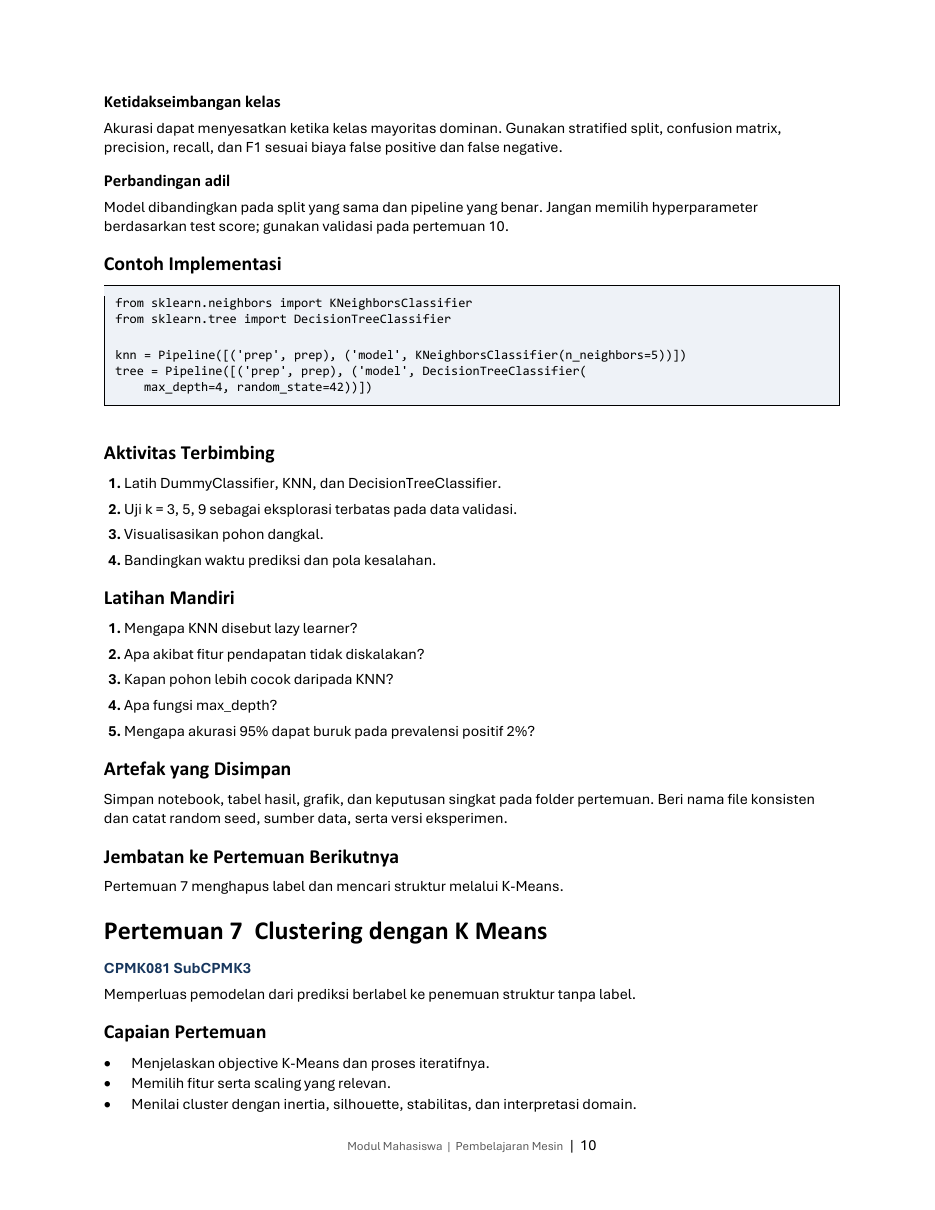 Ketidakseimbangan kelas
Akurasi dapat menyesatkan ketika kelas mayoritas dominan. Gunakan stratified split, confusion matrix,
precision, recall, dan F1 sesuai biaya false positive dan false negative.
Perbandingan adil
Model dibandingkan pada split yang sama dan pipeline yang benar. Jangan memilih hyperparameter
berdasarkan test score; gunakan validasi pada pertemuan 10.
Contoh Implementasi
from sklearn.neighbors import KNeighborsClassifier
from sklearn.tree import DecisionTreeClassifier
knn = Pipeline([('prep', prep), ('model', KNeighborsClassifier(n_neighbors=5))])
tree = Pipeline([('prep', prep), ('model', DecisionTreeClassifier(
    max_depth=4, random_state=42))])
Aktivitas Terbimbing
1. Latih DummyClassifier, KNN, dan DecisionTreeClassifier.
2. Uji k = 3, 5, 9 sebagai eksplorasi terbatas pada data validasi.
3. Visualisasikan pohon dangkal.
4. Bandingkan waktu prediksi dan pola kesalahan.
Latihan Mandiri
1. Mengapa KNN disebut lazy learner?
2. Apa akibat fitur pendapatan tidak diskalakan?
3. Kapan pohon lebih cocok daripada KNN?
4. Apa fungsi max_depth?
5. Mengapa akurasi 95% dapat buruk pada prevalensi positif 2%?
Artefak yang Disimpan
Simpan notebook, tabel hasil, grafik, dan keputusan singkat pada folder pertemuan. Beri nama file konsisten
dan catat random seed, sumber data, serta versi eksperimen.
Jembatan ke Pertemuan Berikutnya
Pertemuan 7 menghapus label dan mencari struktur melalui K-Means.
Pertemuan 7  Clustering dengan K Means
CPMK081 SubCPMK3
Memperluas pemodelan dari prediksi berlabel ke penemuan struktur tanpa label.
Capaian Pertemuan
• Menjelaskan objective K-Means dan proses iteratifnya.
• Memilih fitur serta scaling yang relevan.
• Menilai cluster dengan inertia, silhouette, stabilitas, dan interpretasi domain.
Modul Mahasiswa | Pembelajaran Mesin | 10